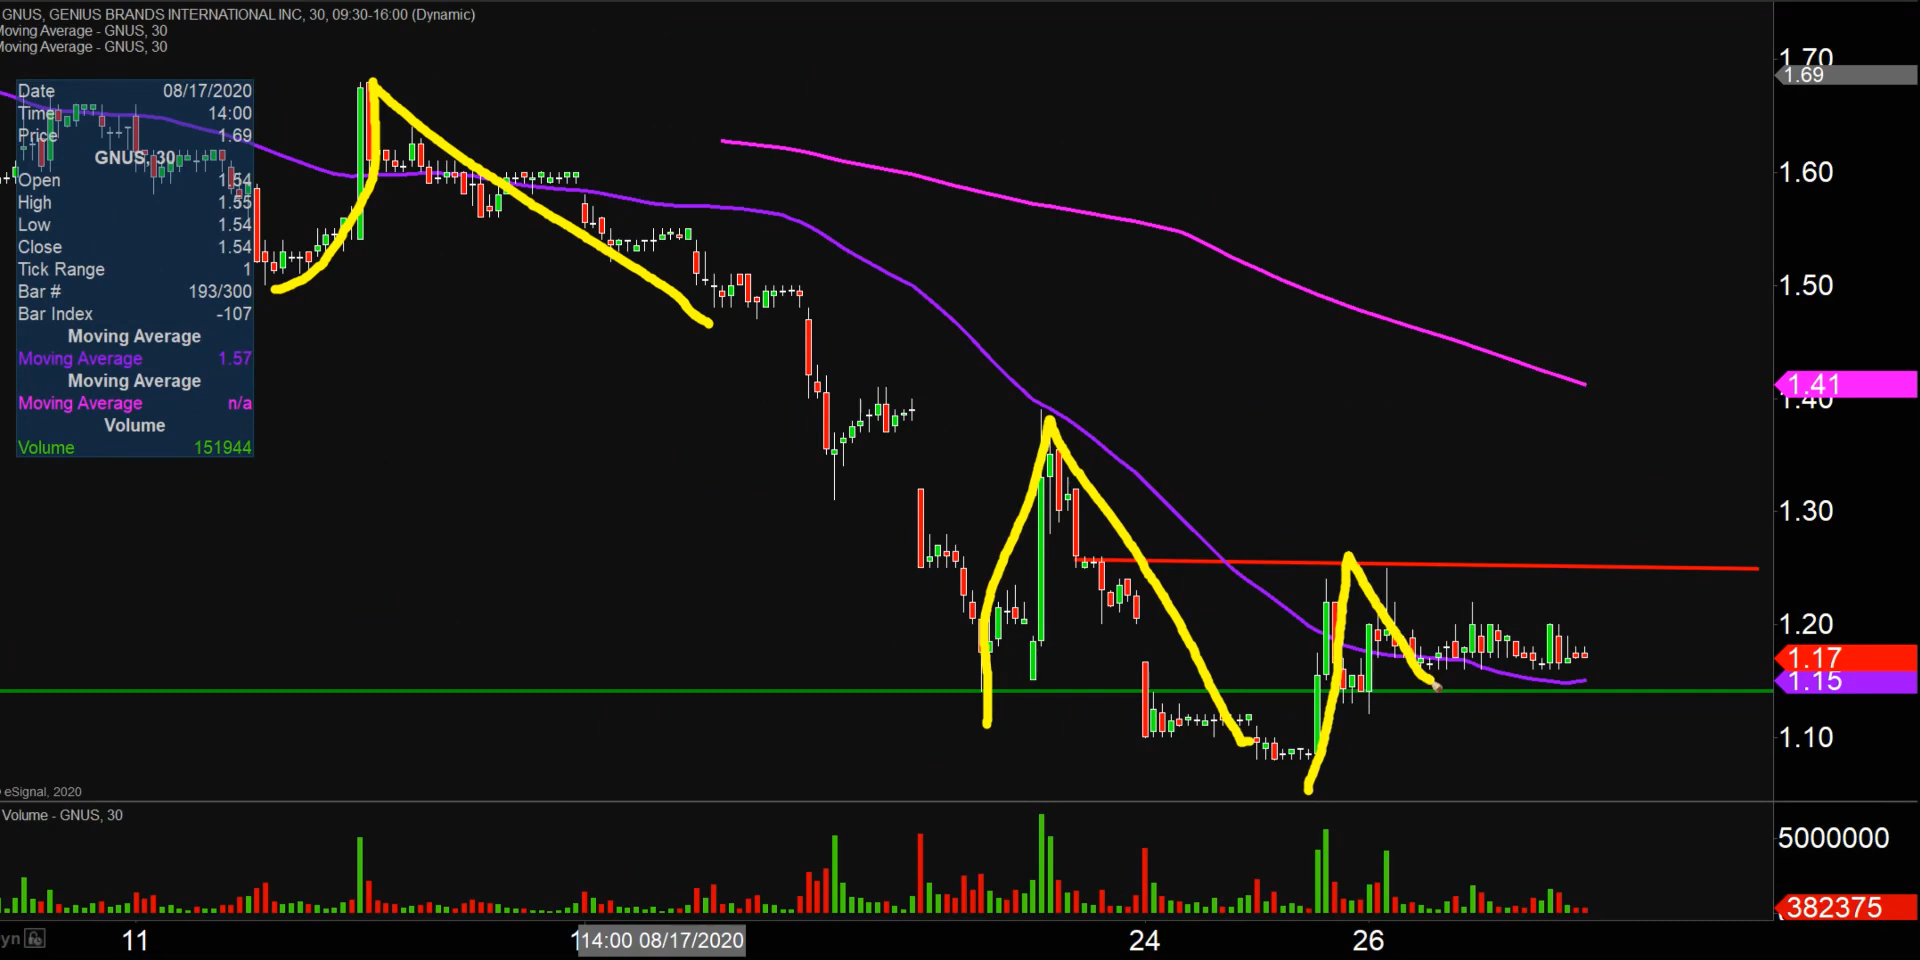 GNUS, GENIUS BRANDS INTERNATIONAL INC, 30, 09:30-16:00 (Dynamic)
Moving Average - GNUS, 30
Moving Average - GNUS, 30
Date 08/17/2020
Time 14:00
Price 1.69
GNUS, 30
Open 1.54
High 1.55
Low 1.54
Close 1.54
Tick Range 1
Bar # 193/300
Bar Index -107
Moving Average
Moving Average 1.57
Moving Average
Moving Average n/a
Volume
Volume 151944
1.70
1.69
1.60
1.50
1.41
1.40
1.30
1.20
1.17
1.15
1.10
eSignal, 2020
Volume - GNUS, 30
5000000
382375
11
14:00 08/17/2020
24
26